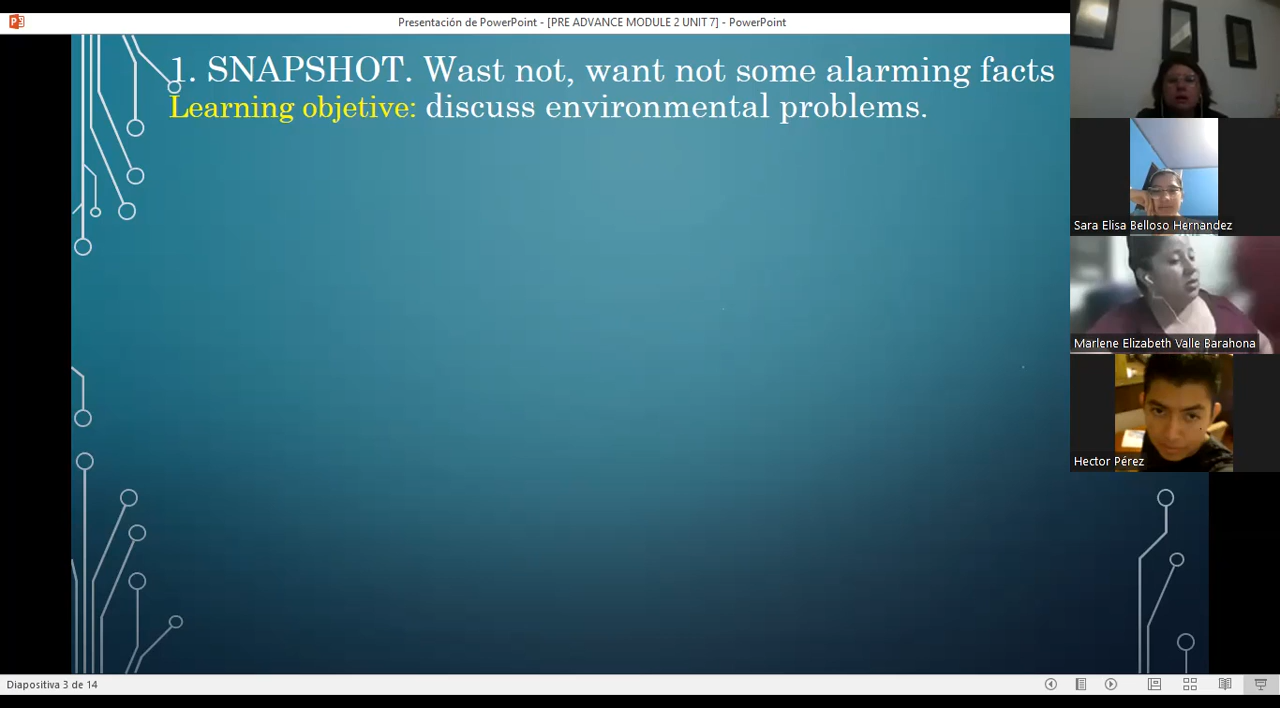 Presentación de PowerPoint - [PRE ADVANCE MODULE 2 UNIT 7] - PowerPoint
1. SNAPSHOT. Wast not, want not some alarming facts
Learning objetive: discuss environmental problems.
Sara Elisa Belloso Hernandez
Marlene Elizabeth Valle Barahona
Hector Pérez
Diapositiva 3 de 14